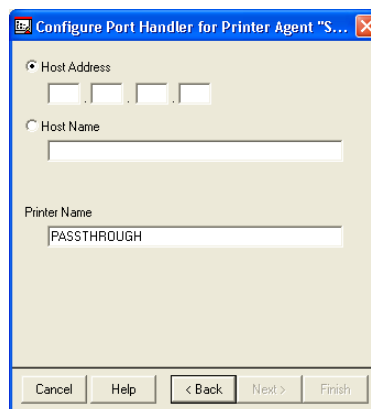 Configure Port Handler for Printer Agent "S...
Host Address
. . .
Host Name
Printer Name
PASSTHROUGH
Cancel Help < Back Next > Finish